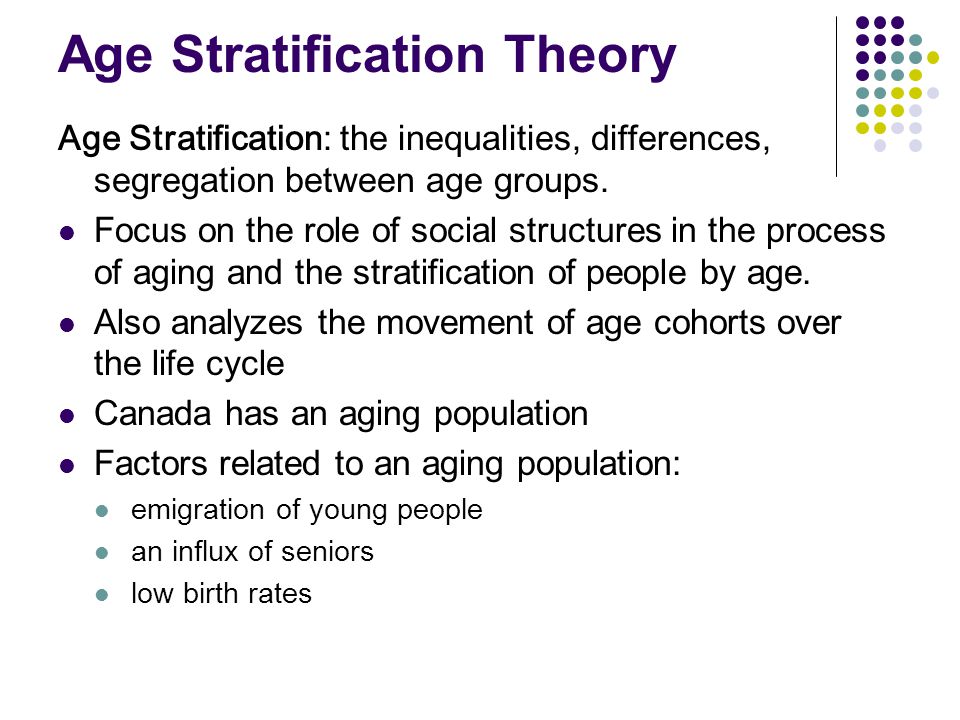 Age Stratification Theory
Age Stratification: the inequalities, differences,
segregation between age groups.
Focus on the role of social structures in the process
of aging and the stratification of people by age.
Also analyzes the movement of age cohorts over
the life cycle
Canada has an aging population
Factors related to an aging population:
emigration of young people
an influx of seniors
low birth rates